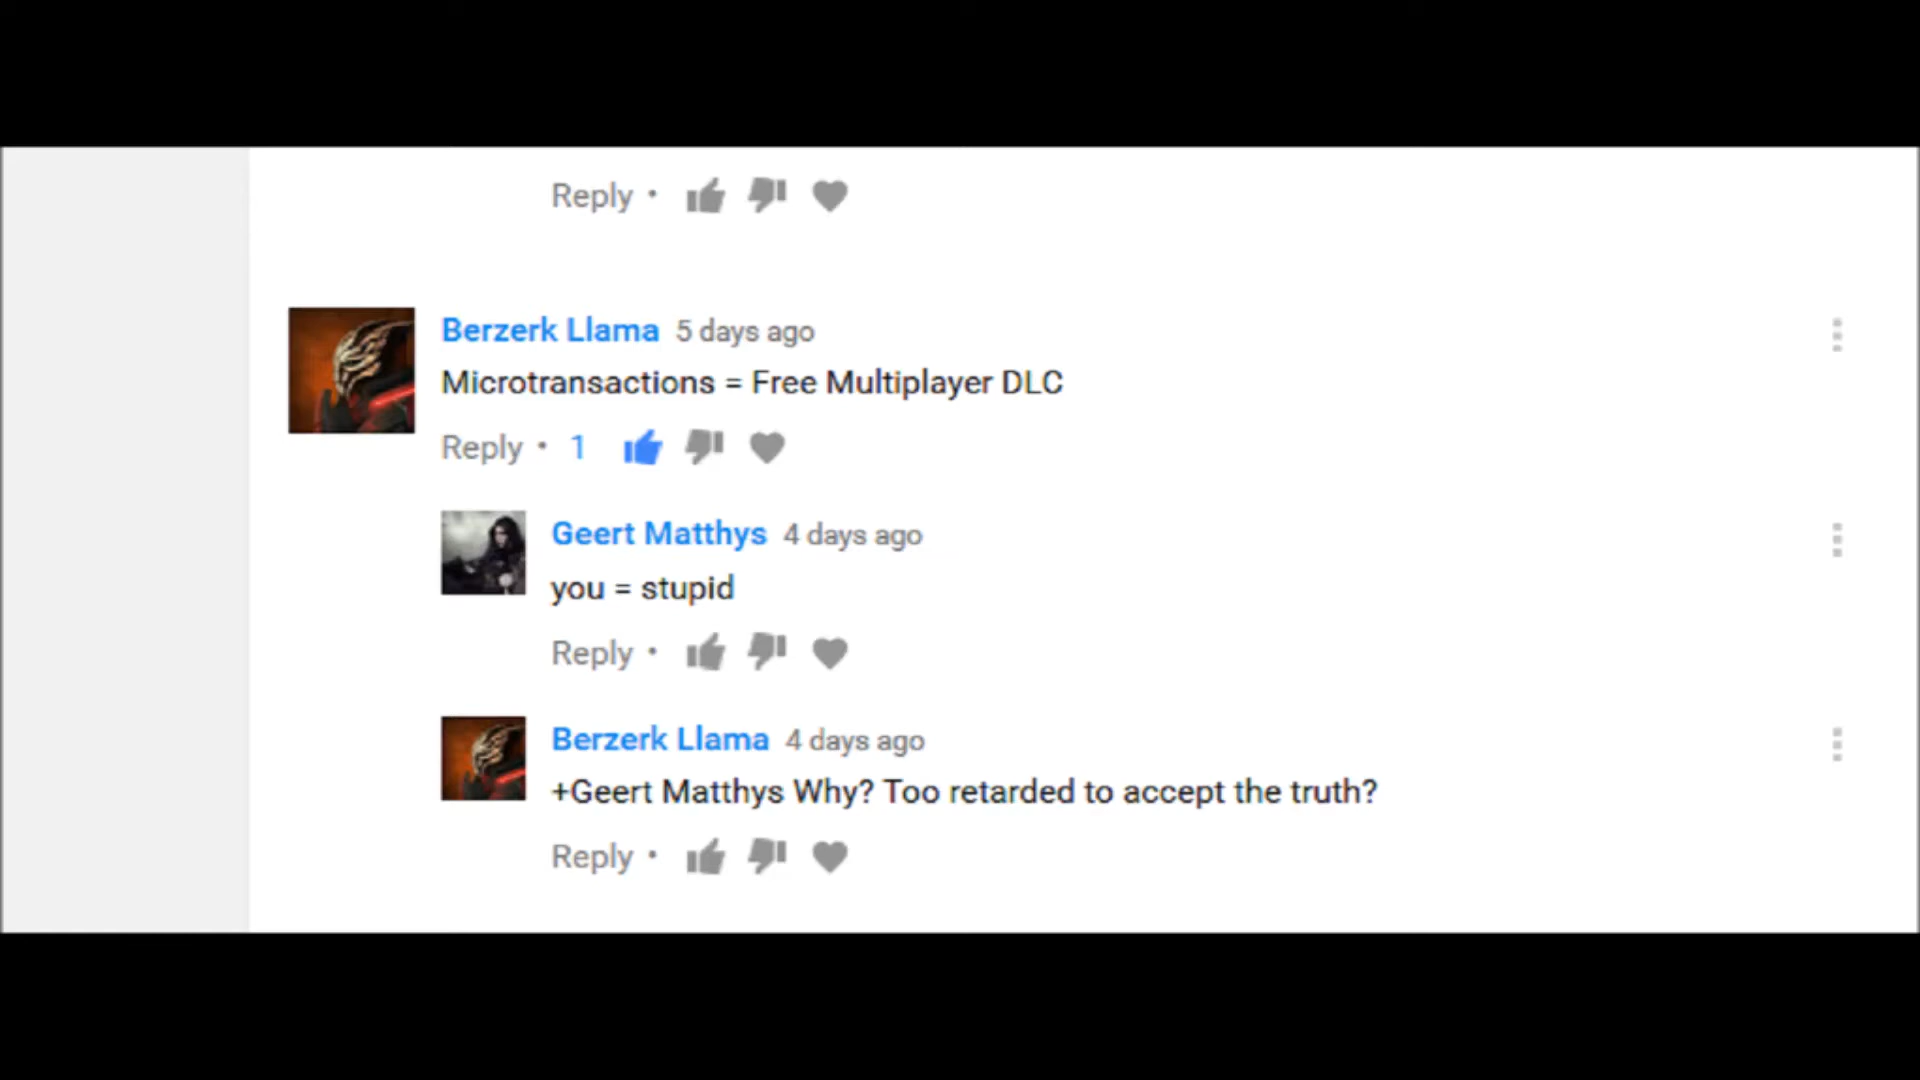 Reply •
Berzerk Llama 5 days ago
Microtransactions = Free Multiplayer DLC
Reply • 1
Geert Matthys 4 days ago
you = stupid
Reply •
Berzerk Llama 4 days ago
+Geert Matthys Why? Too retarded to accept the truth?
Reply •